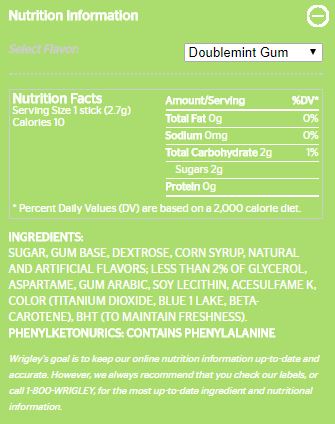 Nutrition Information
Select Flavor:
Doublemint Gum
Nutrition Facts
Serving Size 1 stick (2.7g)
Calories 10
Amount/Serving %DV*
Total Fat 0g 0%
Sodium 0mg 0%
Total Carbohydrate 2g 1%
Sugars 2g
Protein 0g
* Percent Daily Values (DV) are based on a 2,000 calorie diet.
INGREDIENTS:
SUGAR, GUM BASE, DEXTROSE, CORN SYRUP, NATURAL
AND ARTIFICIAL FLAVORS; LESS THAN 2% OF GLYCEROL,
ASPARTAME, GUM ARABIC, SOY LECITHIN, ACESULFAME K,
COLOR (TITANIUM DIOXIDE, BLUE 1 LAKE, BETA-
CAROTENE), BHT (TO MAINTAIN FRESHNESS).
PHENYLKETONURICS: CONTAINS PHENYLALANINE
Wrigley's goal is to keep our online nutrition information up-to-date and
accurate. However, we always recommend that you check our labels, or
call 1-800-WRIGLEY, for the most up-to-date ingredient and nutritional
information.